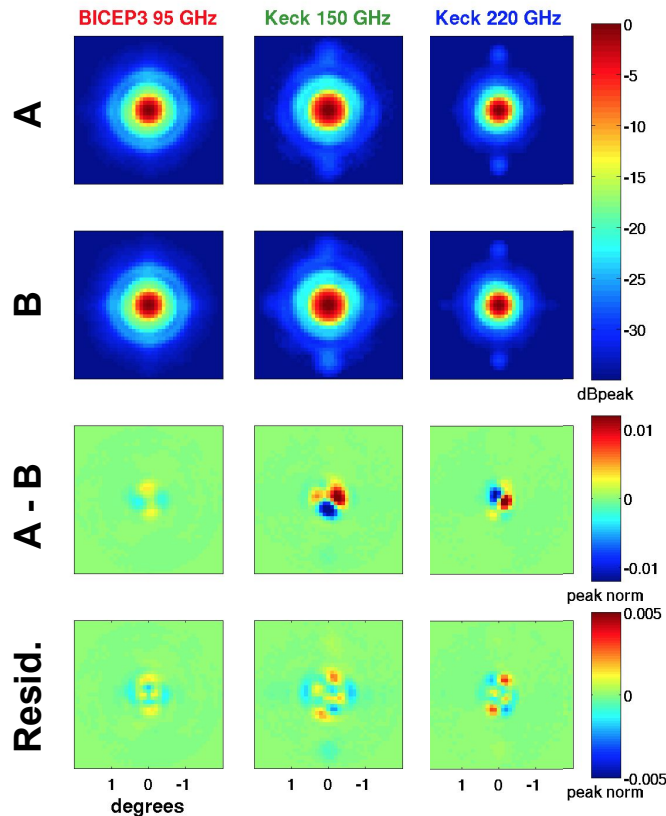 BICEP3 95 GHz Keck 150 GHz Keck 220 GHz
A
0
-5
-10
-15
-20
-25
-30
dBpeak
B
A - B
0.01
0
-0.01
peak norm
Resid.
0.005
0
-0.005
peak norm
1 0 -1 1 0 -1 1 0 -1
degrees